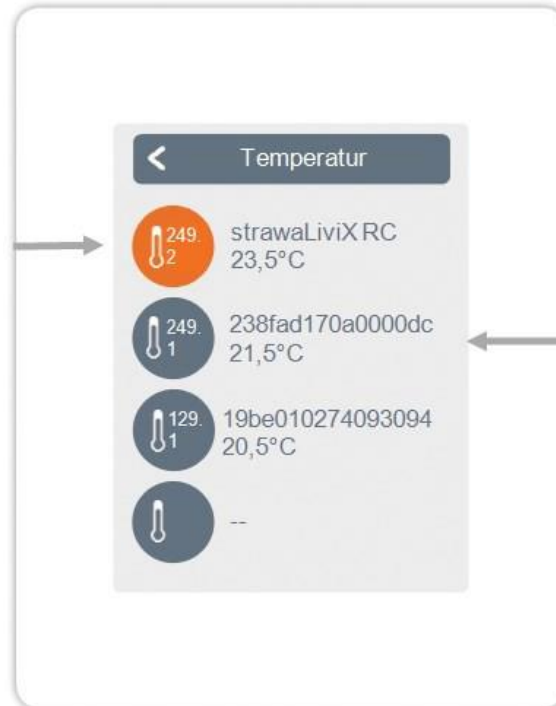 Temperatur
249.
2
strawaLiviX RC
23,5°C
249.
1
238fad170a0000dc
21,5°C
129.
1
19be010274093094
20,5°C
--